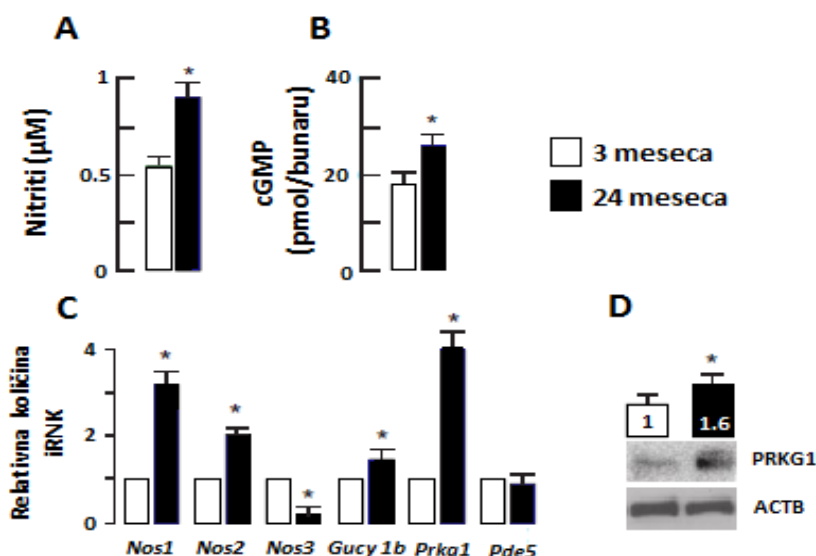 A
B
*
*
1
0.5
0
Nitriti (µM)
40
20
0
cGMP
(pmol/bunaru)
3 meseca
24 meseca
C
D
*
*
*
*
*
*
4
2
0
Relativna količina
iRNK
Nos1 Nos2 Nos3 Gucy 1b Prkg1 Pde5
1
1.6
PRKG1
ACTB